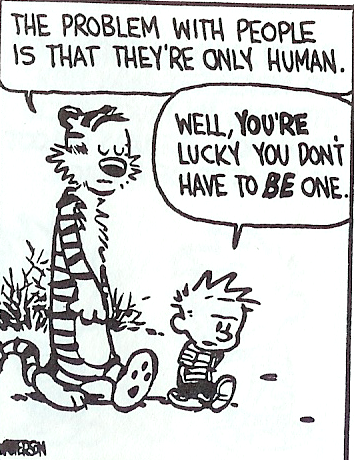 THE PROBLEM WITH PEOPLE
IS THAT THEY'RE ONLY HUMAN.
WELL, YOU'RE
LUCKY YOU DON'T
HAVE TO BE ONE.